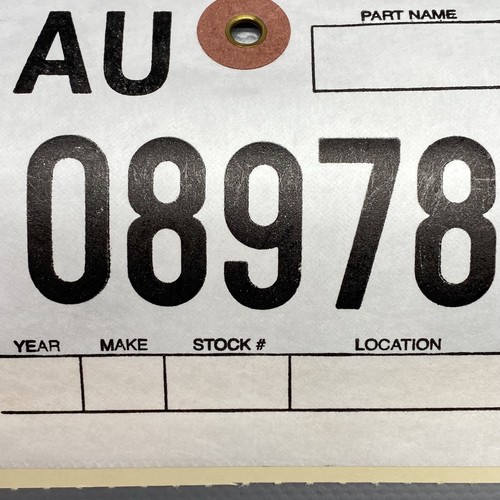 AU
PART NAME
08978
YEAR MAKE STOCK # LOCATION